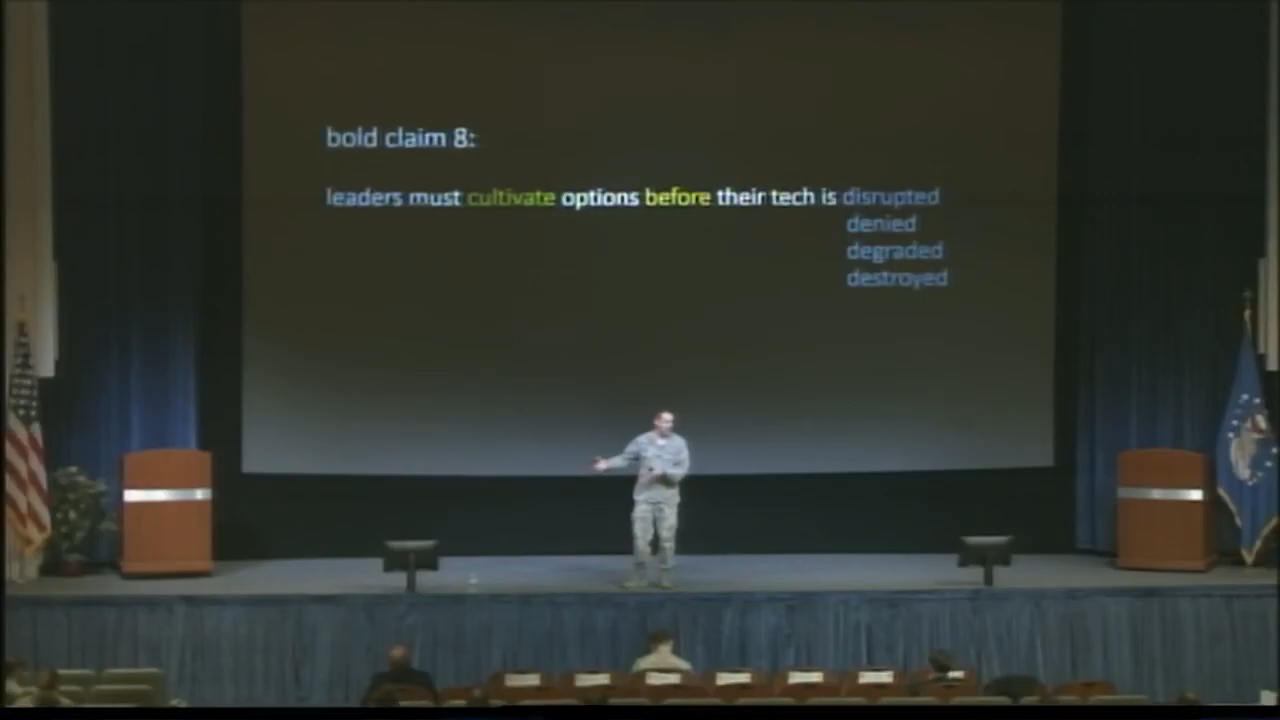 bold claim 8:
leaders must cultivate options before their tech is disrupted
denied
degraded
destroyed